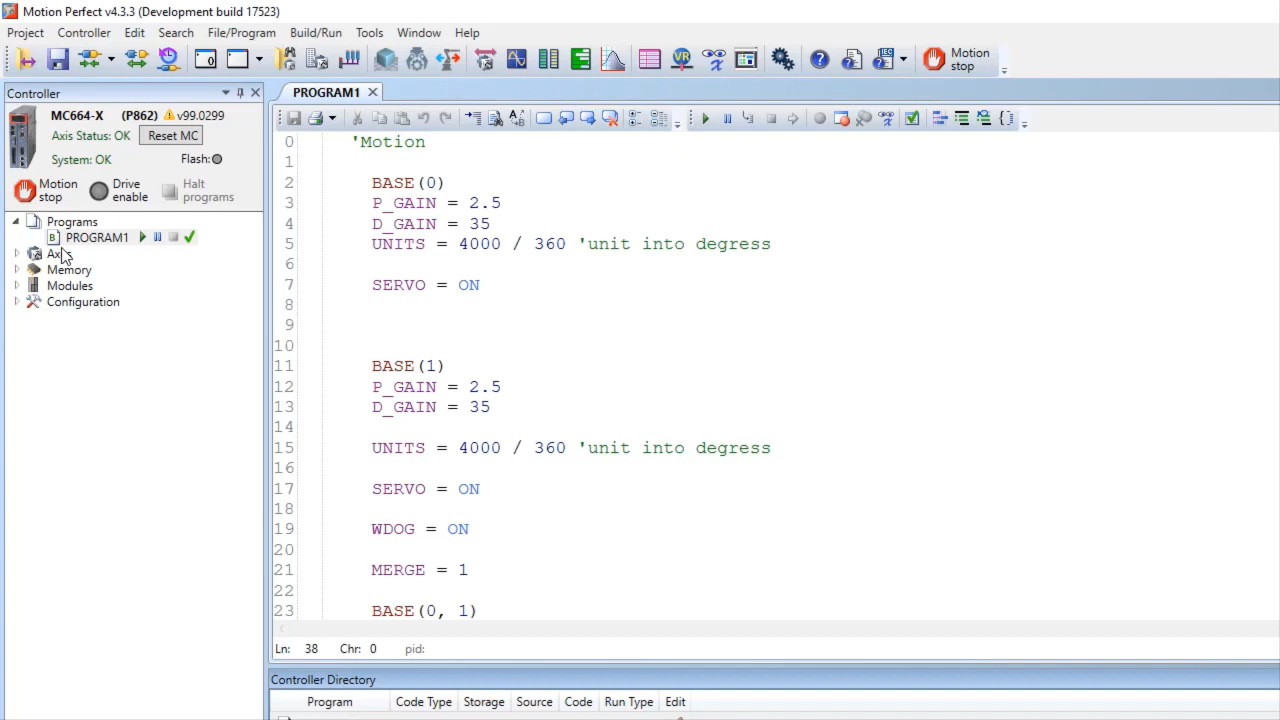 Motion Perfect v4.3.3 (Development build 17523)
Project Controller Edit Search File/Program Build/Run Tools Window Help
Motion
stop
Controller
MC664-X (P862) v99.0299
Axis Status: OK Reset MC
System: OK Flash:
Motion
stop
Drive
enable
Halt
programs
Programs
PROGRAM1
Memory
Modules
Configuration
PROGRAM1
0 'Motion
1
2 BASE(0)
3 P_GAIN = 2.5
4 D_GAIN = 35
5 UNITS = 4000 / 360 'unit into degress
6
7 SERVO = ON
8
9
10
11 BASE(1)
12 P_GAIN = 2.5
13 D_GAIN = 35
14
15 UNITS = 4000 / 360 'unit into degress
16
17 SERVO = ON
18
19 WDOG = ON
20
21 MERGE = 1
22
23 BASE(0, 1)
Ln: 38 Chr: 0 pid:
Controller Directory
Program Code Type Storage Source Code Run Type Edit